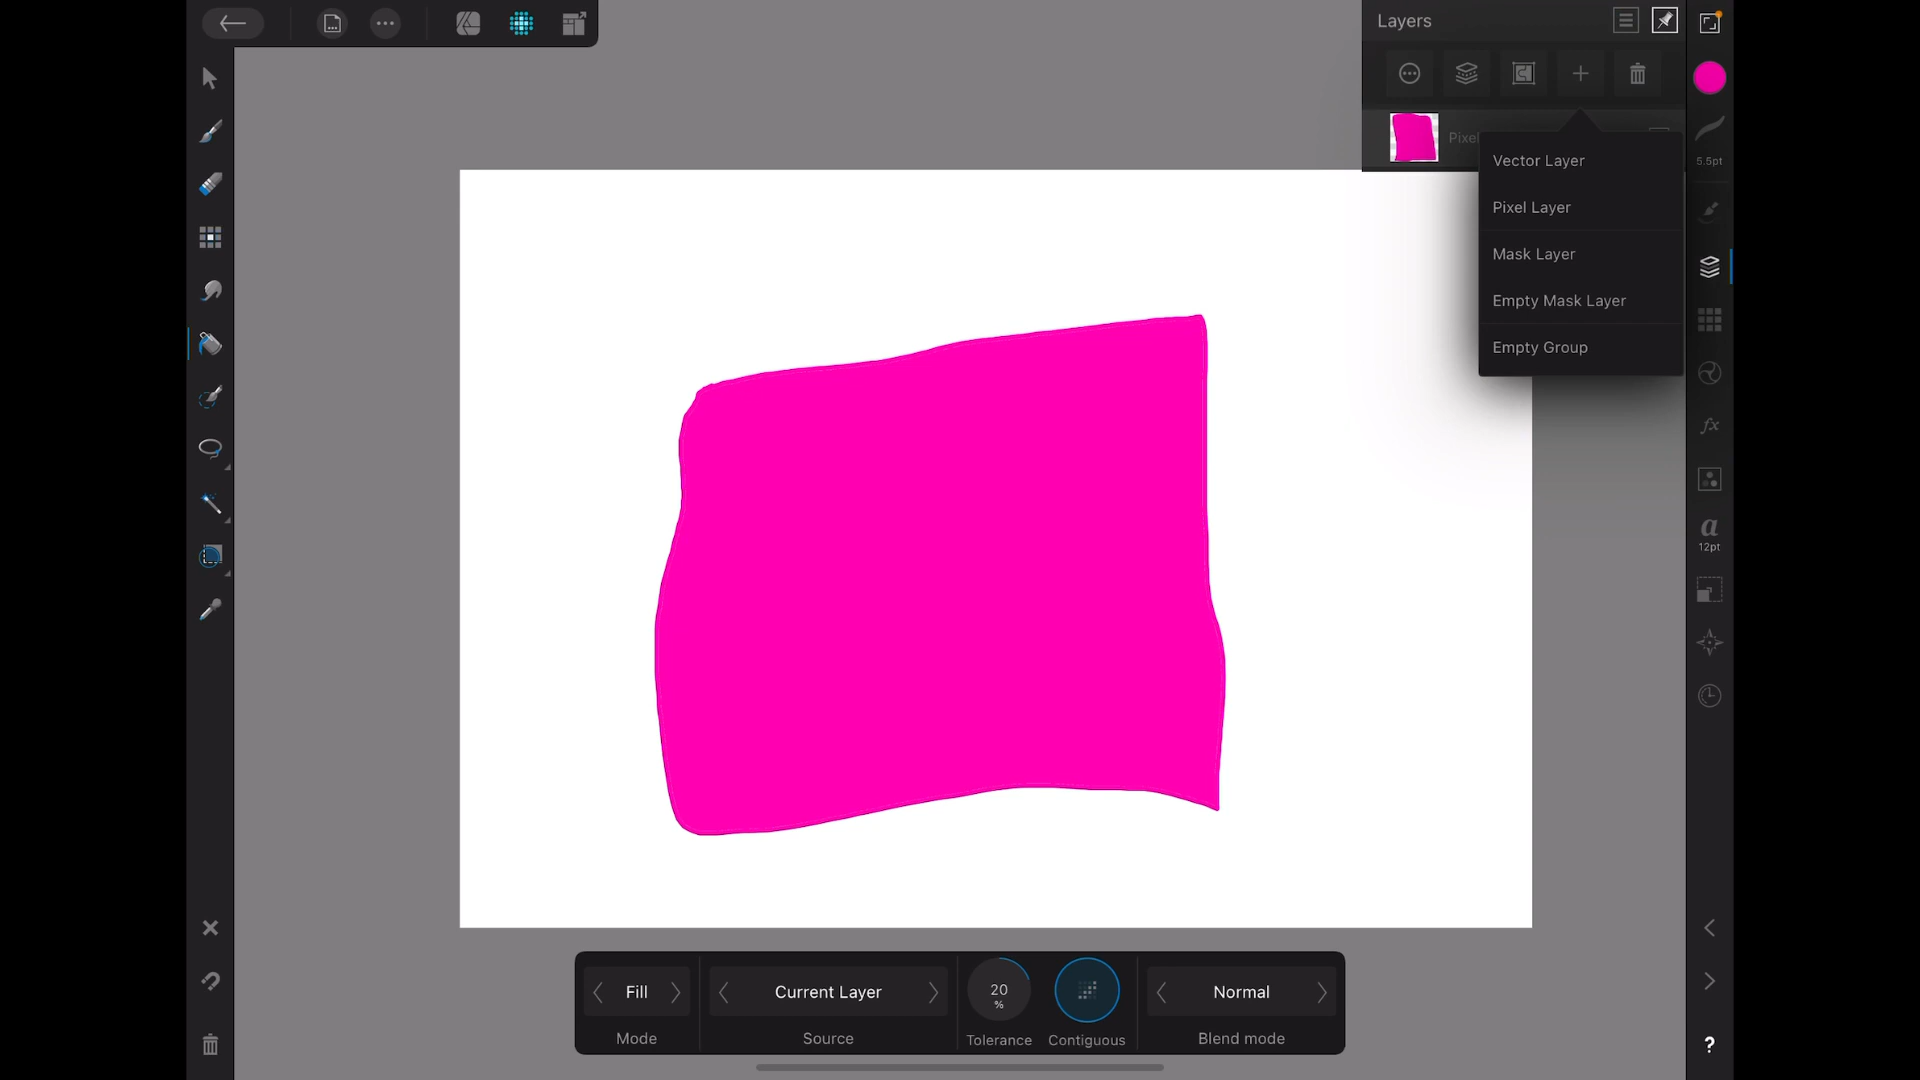 Layers
Pixel
5.5pt
Vector Layer
Pixel Layer
Mask Layer
Empty Mask Layer
Empty Group
fx
a
12pt
Fill
Current Layer
20
%
Normal
Mode
Source
Tolerance
Contiguous
Blend mode
?